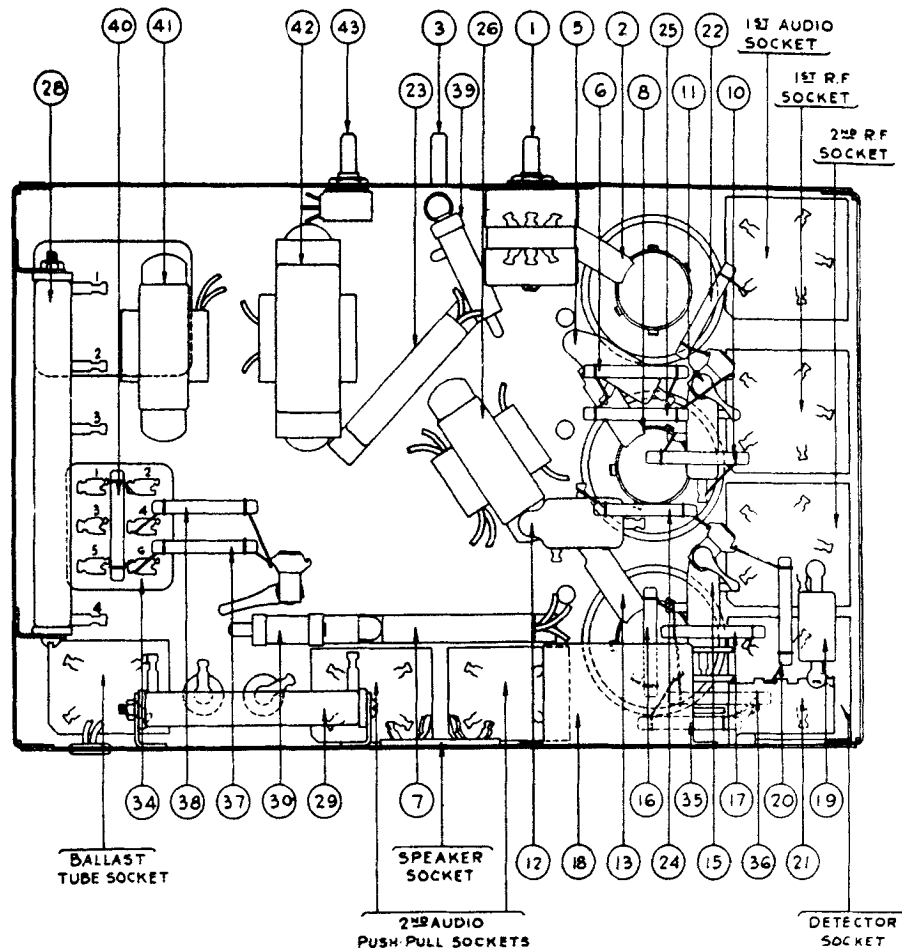 40 41 42 43 3 26 1 5 2 25 22 1ST AUDIO
SOCKET
28 23 39 6 8 11 10 1ST R.F
SOCKET
2ND R.F
SOCKET
1
2
3
1 2
3 4
5 6
4
34 38 37 30 29 7 16 35 17 20 19
BALLAST
TUBE SOCKET
SPEAKER
SOCKET
12 18 13 24 15 36 21
2ND AUDIO
PUSH-PULL SOCKETS
DETECTOR
SOCKET